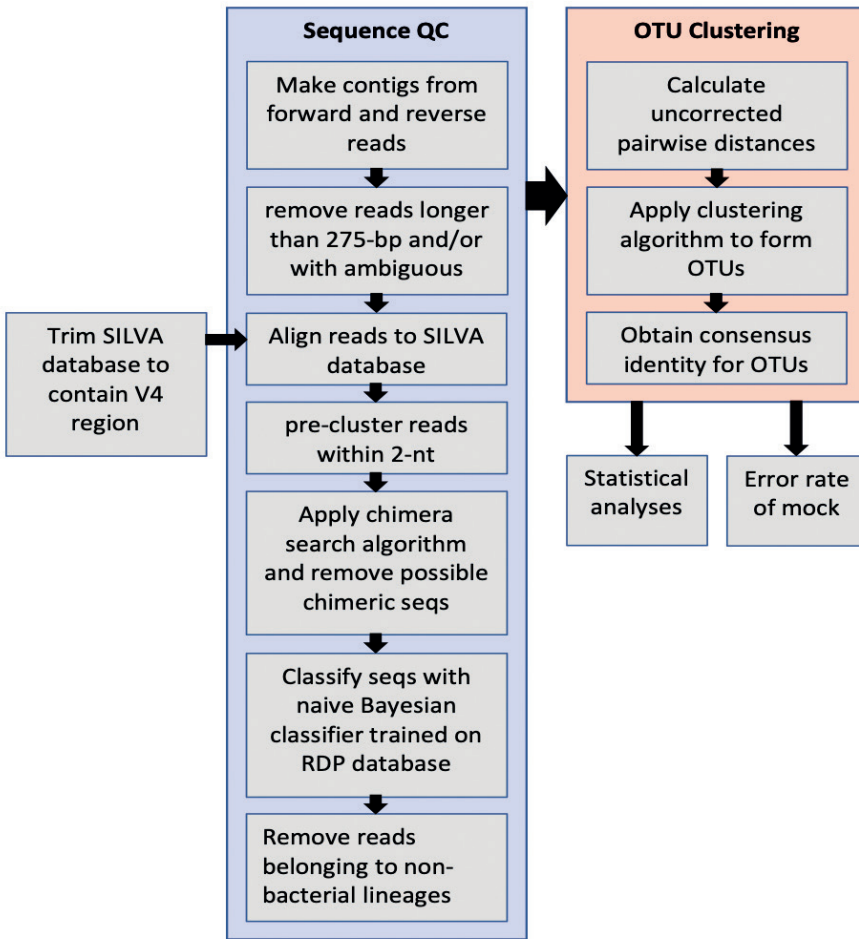 Sequence QC
Make contigs from
forward and reverse
reads
remove reads longer
than 275-bp and/or
with ambiguous
Trim SILVA
database to
contain V4
region
Align reads to SILVA
database
pre-cluster reads
within 2-nt
Apply chimera
search algorithm
and remove possible
chimeric seqs
Classify seqs with
naive Bayesian
classifier trained on
RDP database
Remove reads
belonging to non-
bacterial lineages
OTU Clustering
Calculate
uncorrected
pairwise distances
Apply clustering
algorithm to form
OTUs
Obtain consensus
identity for OTUs
Statistical
analyses
Error rate
of mock